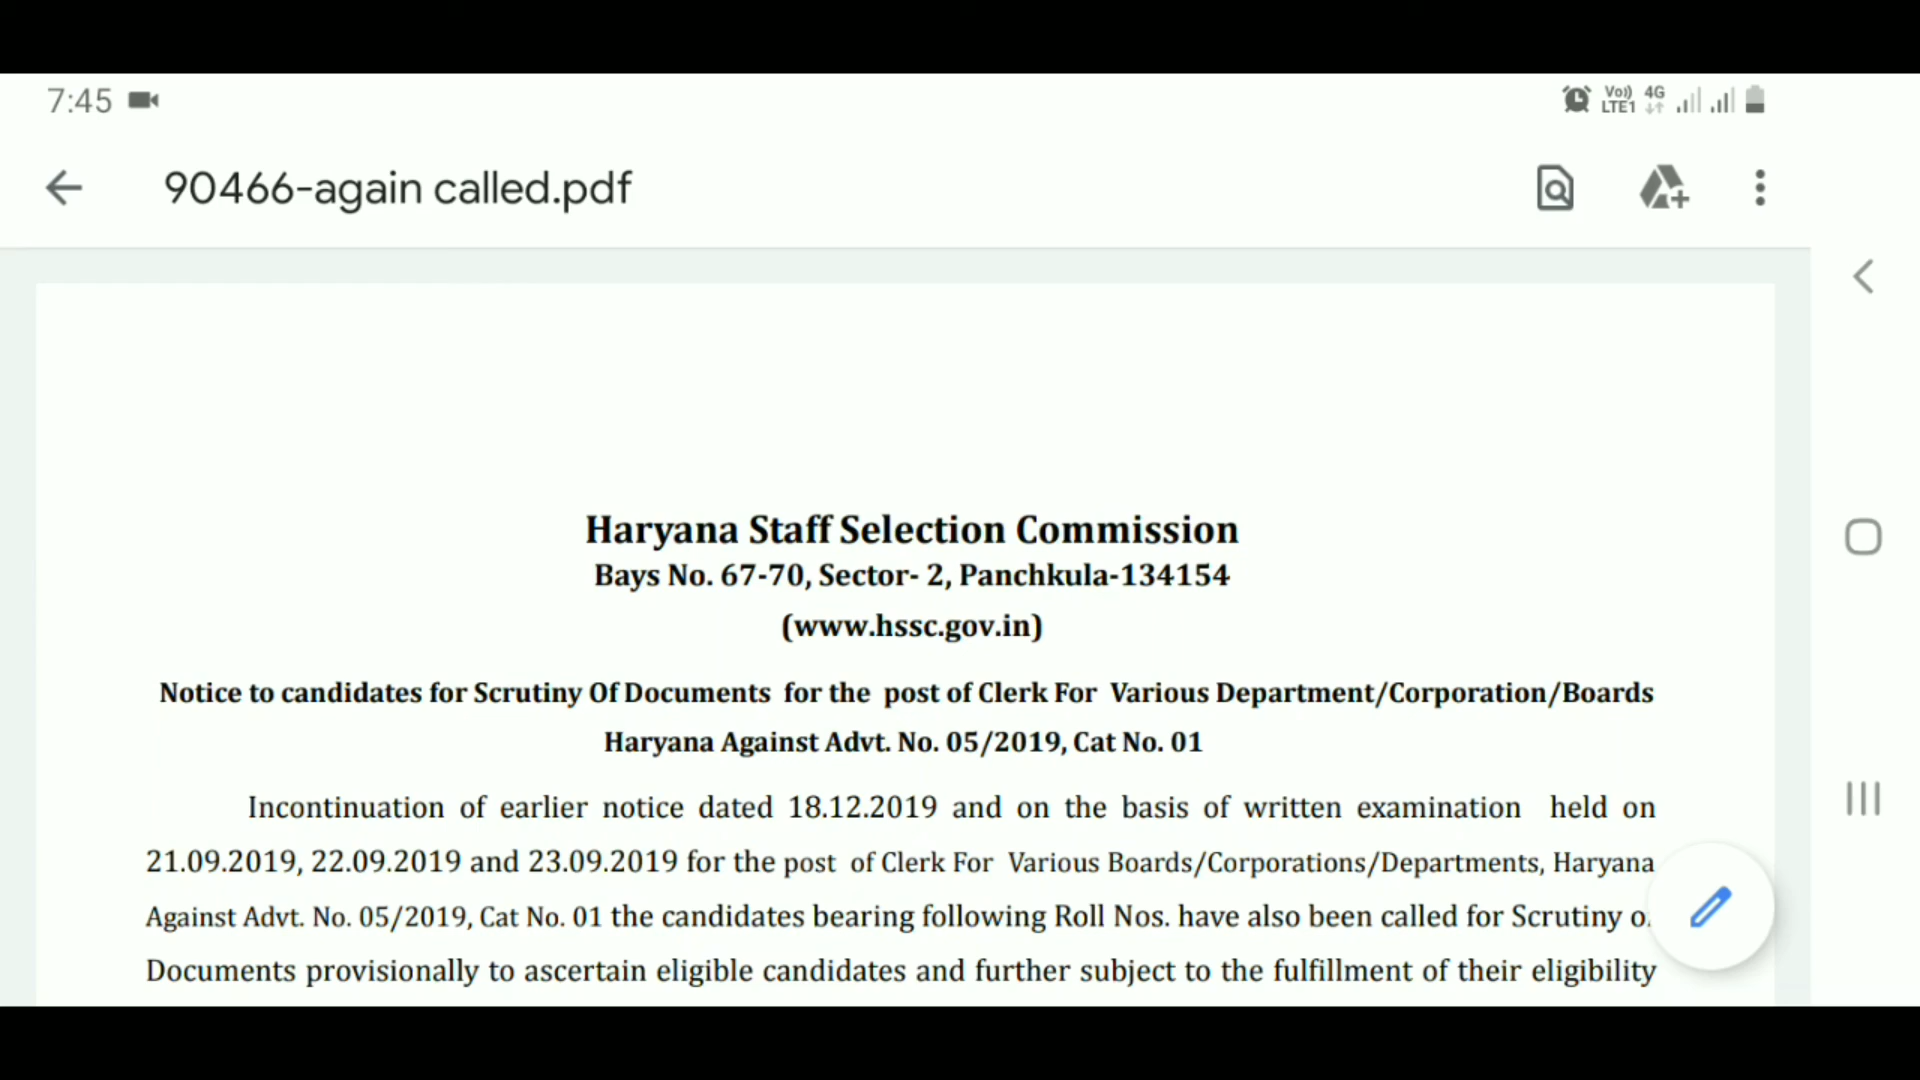 7:45
Vo)) LTE1 4G
90466-again called.pdf
Haryana Staff Selection Commission
Bays No. 67-70, Sector- 2, Panchkula-134154
(www.hssc.gov.in)
Notice to candidates for Scrutiny Of Documents for the post of Clerk For Various Department/Corporation/Boards
Haryana Against Advt. No. 05/2019, Cat No. 01
Incontinuation of earlier notice dated 18.12.2019 and on the basis of written examination held on
21.09.2019, 22.09.2019 and 23.09.2019 for the post of Clerk For Various Boards/Corporations/Departments, Haryana
Against Advt. No. 05/2019, Cat No. 01 the candidates bearing following Roll Nos. have also been called for Scrutiny
Documents provisionally to ascertain eligible candidates and further subject to the fulfillment of their eligibility